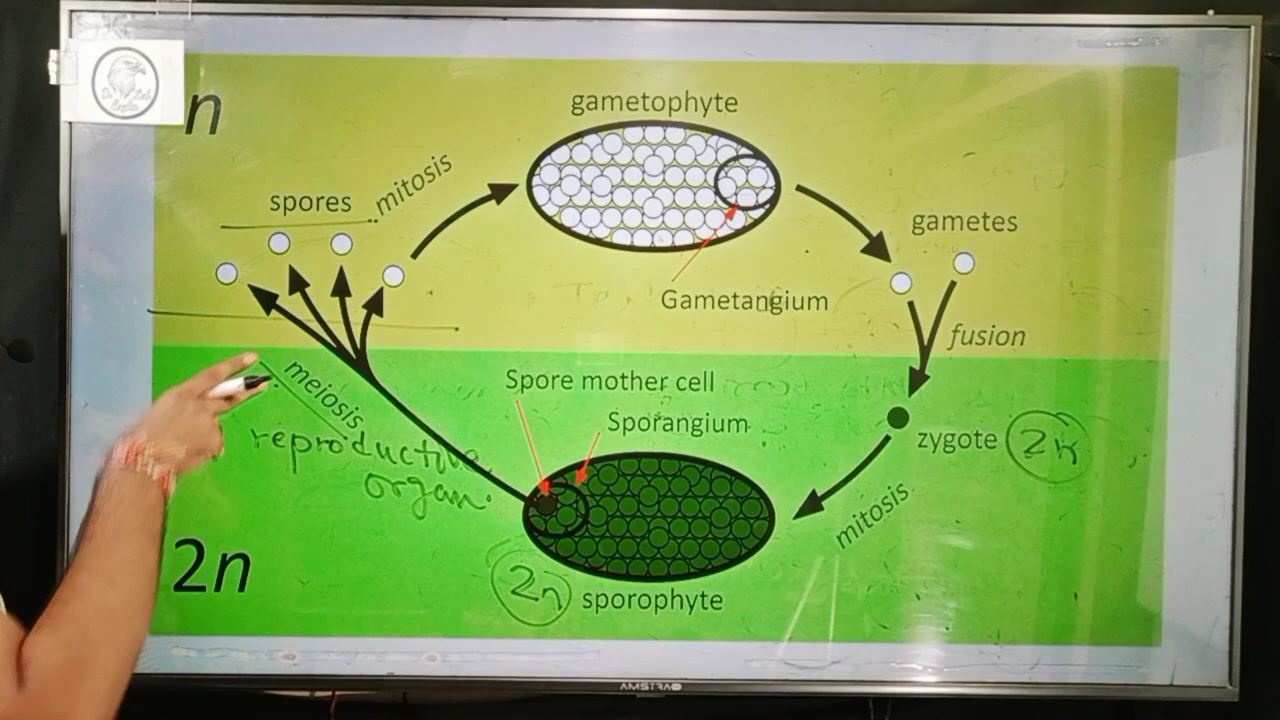 n
gametophyte
mitosis
spores
gametes
Gametangium
fusion
meiosis
Spore mother cell
Sporangium
zygote 2n
reproductive
organ.
mitosis
2n
2n sporophyte
AMSTRAD